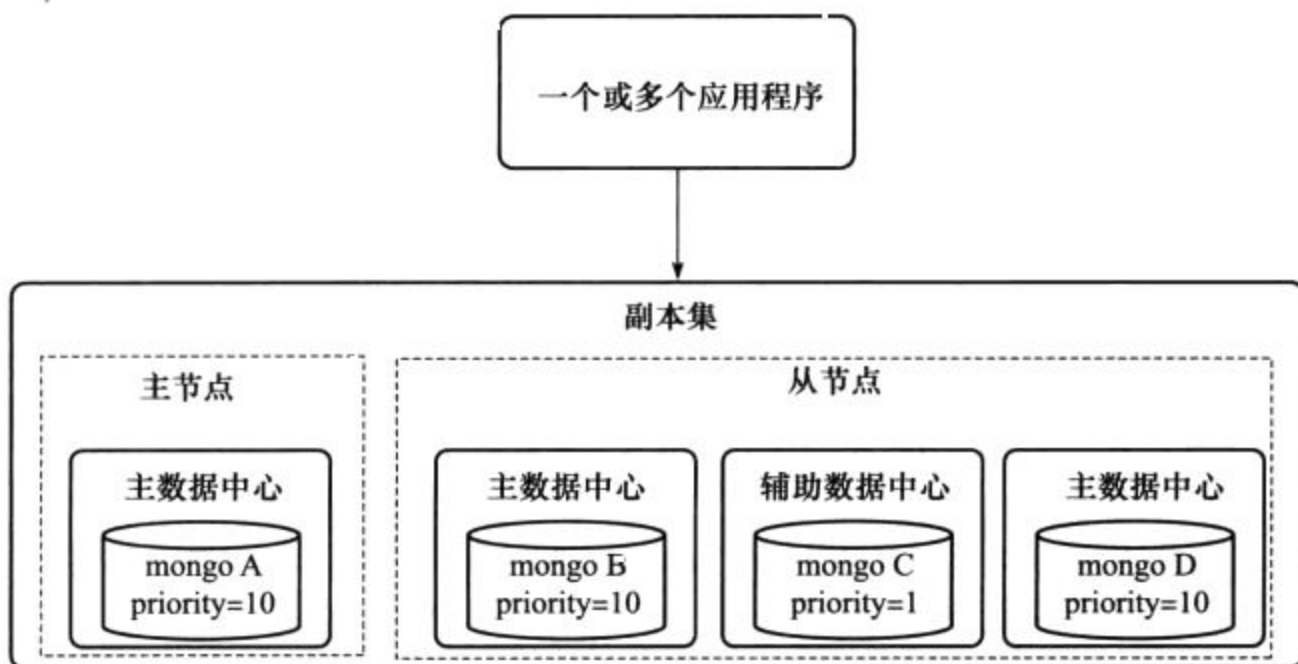 一个或多个应用程序
副本集
主节点
从节点
主数据中心
mongo A
priority=10
主数据中心
mongo B
priority=10
辅助数据中心
mongo C
priority=1
主数据中心
mongo D
priority=10